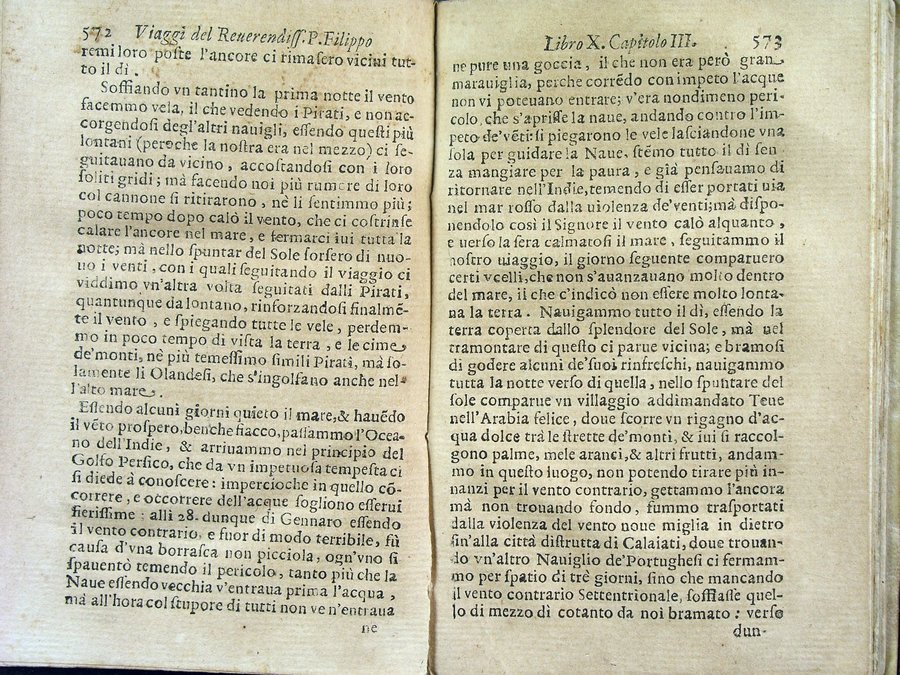 572 Viaggi del Reuerendiſſ. P. Filippo
remi loro poſte l'ancore ci rimaſero vicini tut-
to il di.
Soffiando vn tantino la prima notte il vento
facemmo vela, il che vedendo i Pirati, e non ac-
corgendoſi degl'altri nauigli, eſſendo queſti più
lontani (peroche la noſtra era nel mezzo) ci ſe-
guitauano da vicino, accoſtandoſi con i loro
ſoliti gridi; mà facendo noi più rumore di loro
col cannone ſi ritirarono, nè li ſentimmo più;
poco tempo dopo calò il vento, che ci coſtrinſe
calare l'ancore nel mare, e fermarci iui tutta la
notte; mà nello ſpuntar del Sole forſero di nuo-
uo i venti, con i quali ſeguitando il viaggio ci
viddimo vn'altra volta ſeguitati dalli Pirati,
quantunque da lontano, rinforzandoſi finalmē-
te il vento, e ſpiegando tutte le vele, perdem-
mo in poco tempo di viſta la terra, e le cime
de'monti, nè più temeſſimo ſimili Pirati, mà ſo-
lamente li Olandeſi, che s'ingolfano anche nel-
l'alto mare.
Eſſendo alcuni giorni quieto il mare, & hauēdo
il vēto proſpero, benche fiacco, paſſammo l'Ocea-
no dell'Indie, & arriuammo nel principio del
Golfo Perſico, che da vn impetuoſa tempeſta ci
ſi diede à conoſcere: impercioche in quello cō-
correre, e occorrere dell'acque ſogliono eſſerui
fieriſſime: alli 28. dunque di Gennaro eſſendo
il vento contrario, e fuor di modo terribile, fù
cauſa d'vna borraſca non picciola, ogn'vno ſi
ſpauentò temendo il pericolo, tanto più che la
Naue eſſendo vecchia v'entraua prima l'acqua,
mà all'hora col ſtupore di tutti non ve n'entraua
ne
Libro X. Capitolo III. 573
ne pure una goccia, il che non era però gran
marauiglia, perche corrēdo con impeto l'acque
non vi poteuano entrare; v'era nondimeno peri-
colo, che s'apriſſe la naue, andando contro l'im-
peto de'vēti: ſi piegarono le vele laſciandone vna
ſola per guidare la Naue, ſtēmo tutto il dì ſen-
za mangiare per la paura, e già penſauamo di
ritornare nell'Indie, temendo di eſſer portati uia
nel mar roſſo dalla uiolenza de'venti; mà diſpo-
nendolo così il Signore il vento calò alquanto,
e uerſo la ſera calmatoſi il mare, ſeguitammo il
noſtro uiaggio, il giorno ſeguente comparuero
certi vcelli, che non s'auanzauano molto dentro
del mare, il che c'indicò non eſſere molto lonta-
na la terra. Nauigammo tutto il dì, eſſendo la
terra coperta dallo ſplendore del Sole, mà nel
tramontare di queſto ci parue vicina; e bramoſi
di godere alcuni de'ſuoi rinfreſchi, nauigammo
tutta la notte verſo di quella, nello ſpuntare del
ſole comparue vn villaggio addimandato Teue
nell'Arabia felice, doue ſcorre vn rigagno d'ac-
qua dolce trà le ſtrette de'monti, & iui ſi raccol-
gono palme, mele aranci, & altri frutti, andam-
mo in queſto luogo, non potendo tirare più in-
nanzi per il vento contrario, gettammo l'ancora
mà non trouando fondo, fummo traſportati
dalla violenza del vento noue miglia in dietro
ſin'alla città diſtrutta di Calaiati, doue trouan-
do vn'altro Nauiglio de'Portugheſi ci fermam-
mo per ſpatio di trè giorni, ſino che mancando
il vento contrario Settentrionale, ſoffiaſſe quel-
lo di mezzo dì cotanto da noi bramato: verſo
dun-